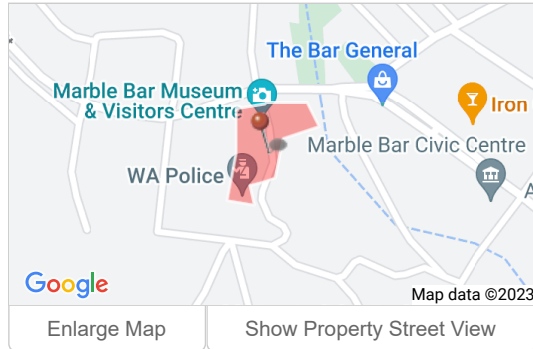 The Bar General
Marble Bar Museum
& Visitors Centre
Iron
Marble Bar Civic Centre
WA Police
A
Google
Map data ©2023
Enlarge Map
Show Property Street View